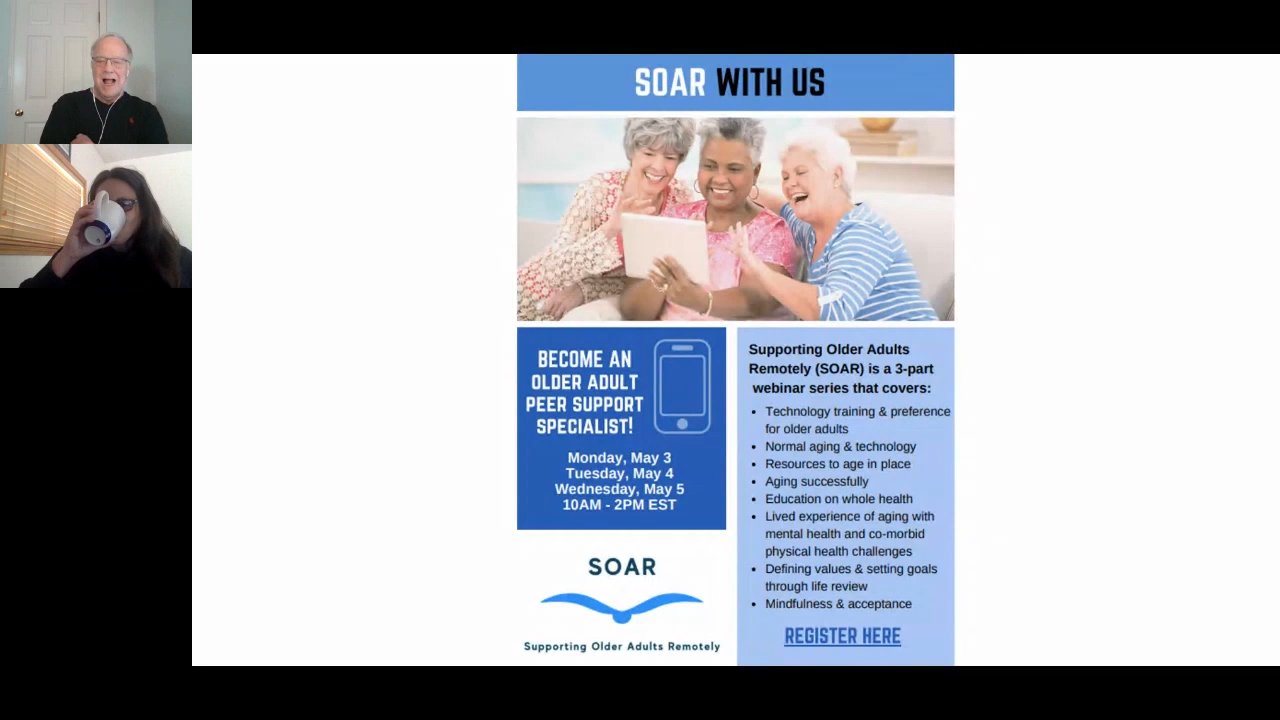 SOAR WITH US
BECOME AN
OLDER ADULT
PEER SUPPORT
SPECIALIST!
Monday, May 3
Tuesday, May 4
Wednesday, May 5
10AM - 2PM EST
SOAR
Supporting Older Adults Remotely
Supporting Older Adults
Remotely (SOAR) is a 3-part
webinar series that covers:
• Technology training & preference
for older adults
• Normal aging & technology
• Resources to age in place
• Aging successfully
• Education on whole health
• Lived experience of aging with
mental health and co-morbid
physical health challenges
• Defining values & setting goals
through life review
• Mindfulness & acceptance
REGISTER HERE